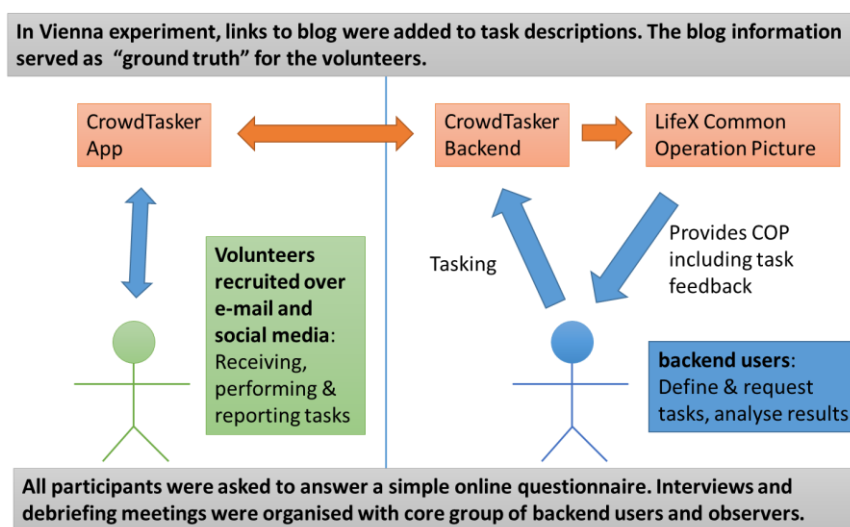 In Vienna experiment, links to blog were added to task descriptions. The blog information
served as “ground truth” for the volunteers.
CrowdTasker
App
CrowdTasker
Backend
LifeX Common
Operation Picture
Volunteers
recruited over
e-mail and
social media:
Receiving,
performing &
reporting tasks
Tasking
Provides COP
including task
feedback
backend users:
Define & request
tasks, analyse results
All participants were asked to answer a simple online questionnaire. Interviews and
debriefing meetings were organised with core group of backend users and observers.